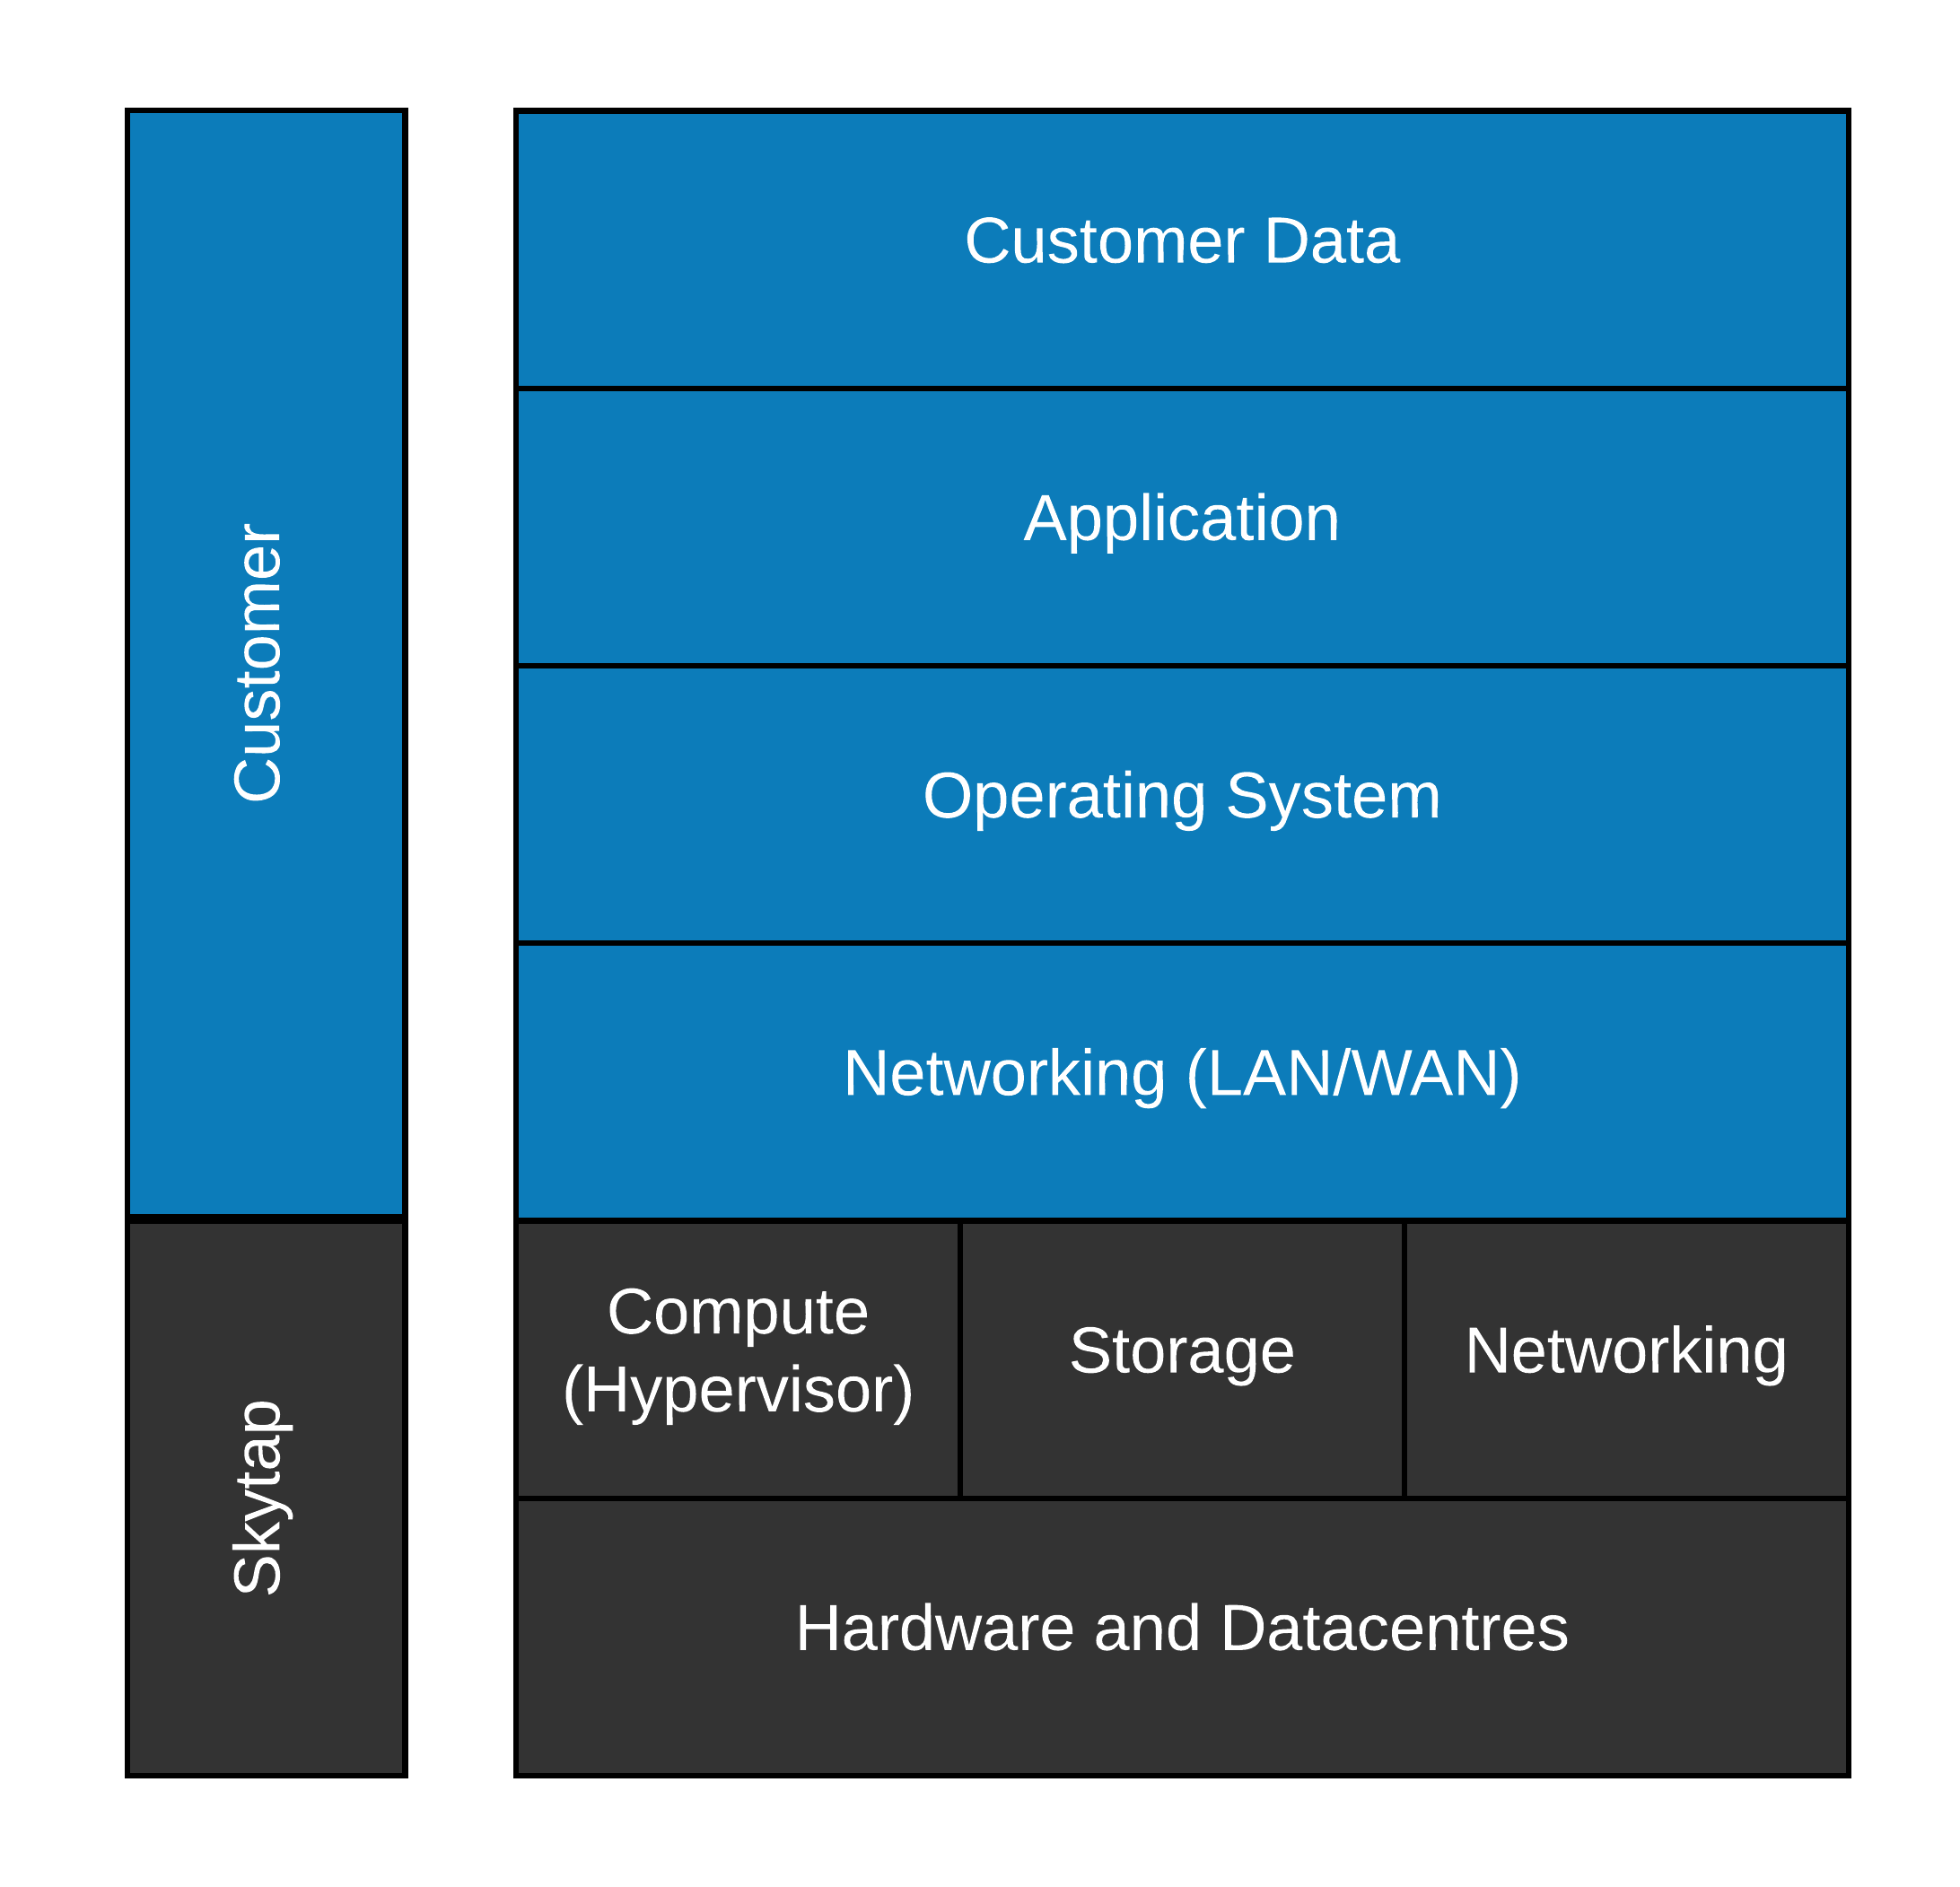 Customer
Customer Data
Application
Operating System
Networking (LAN/WAN)
Skytap
Compute
(Hypervisor)
Storage
Networking
Hardware and Datacentres